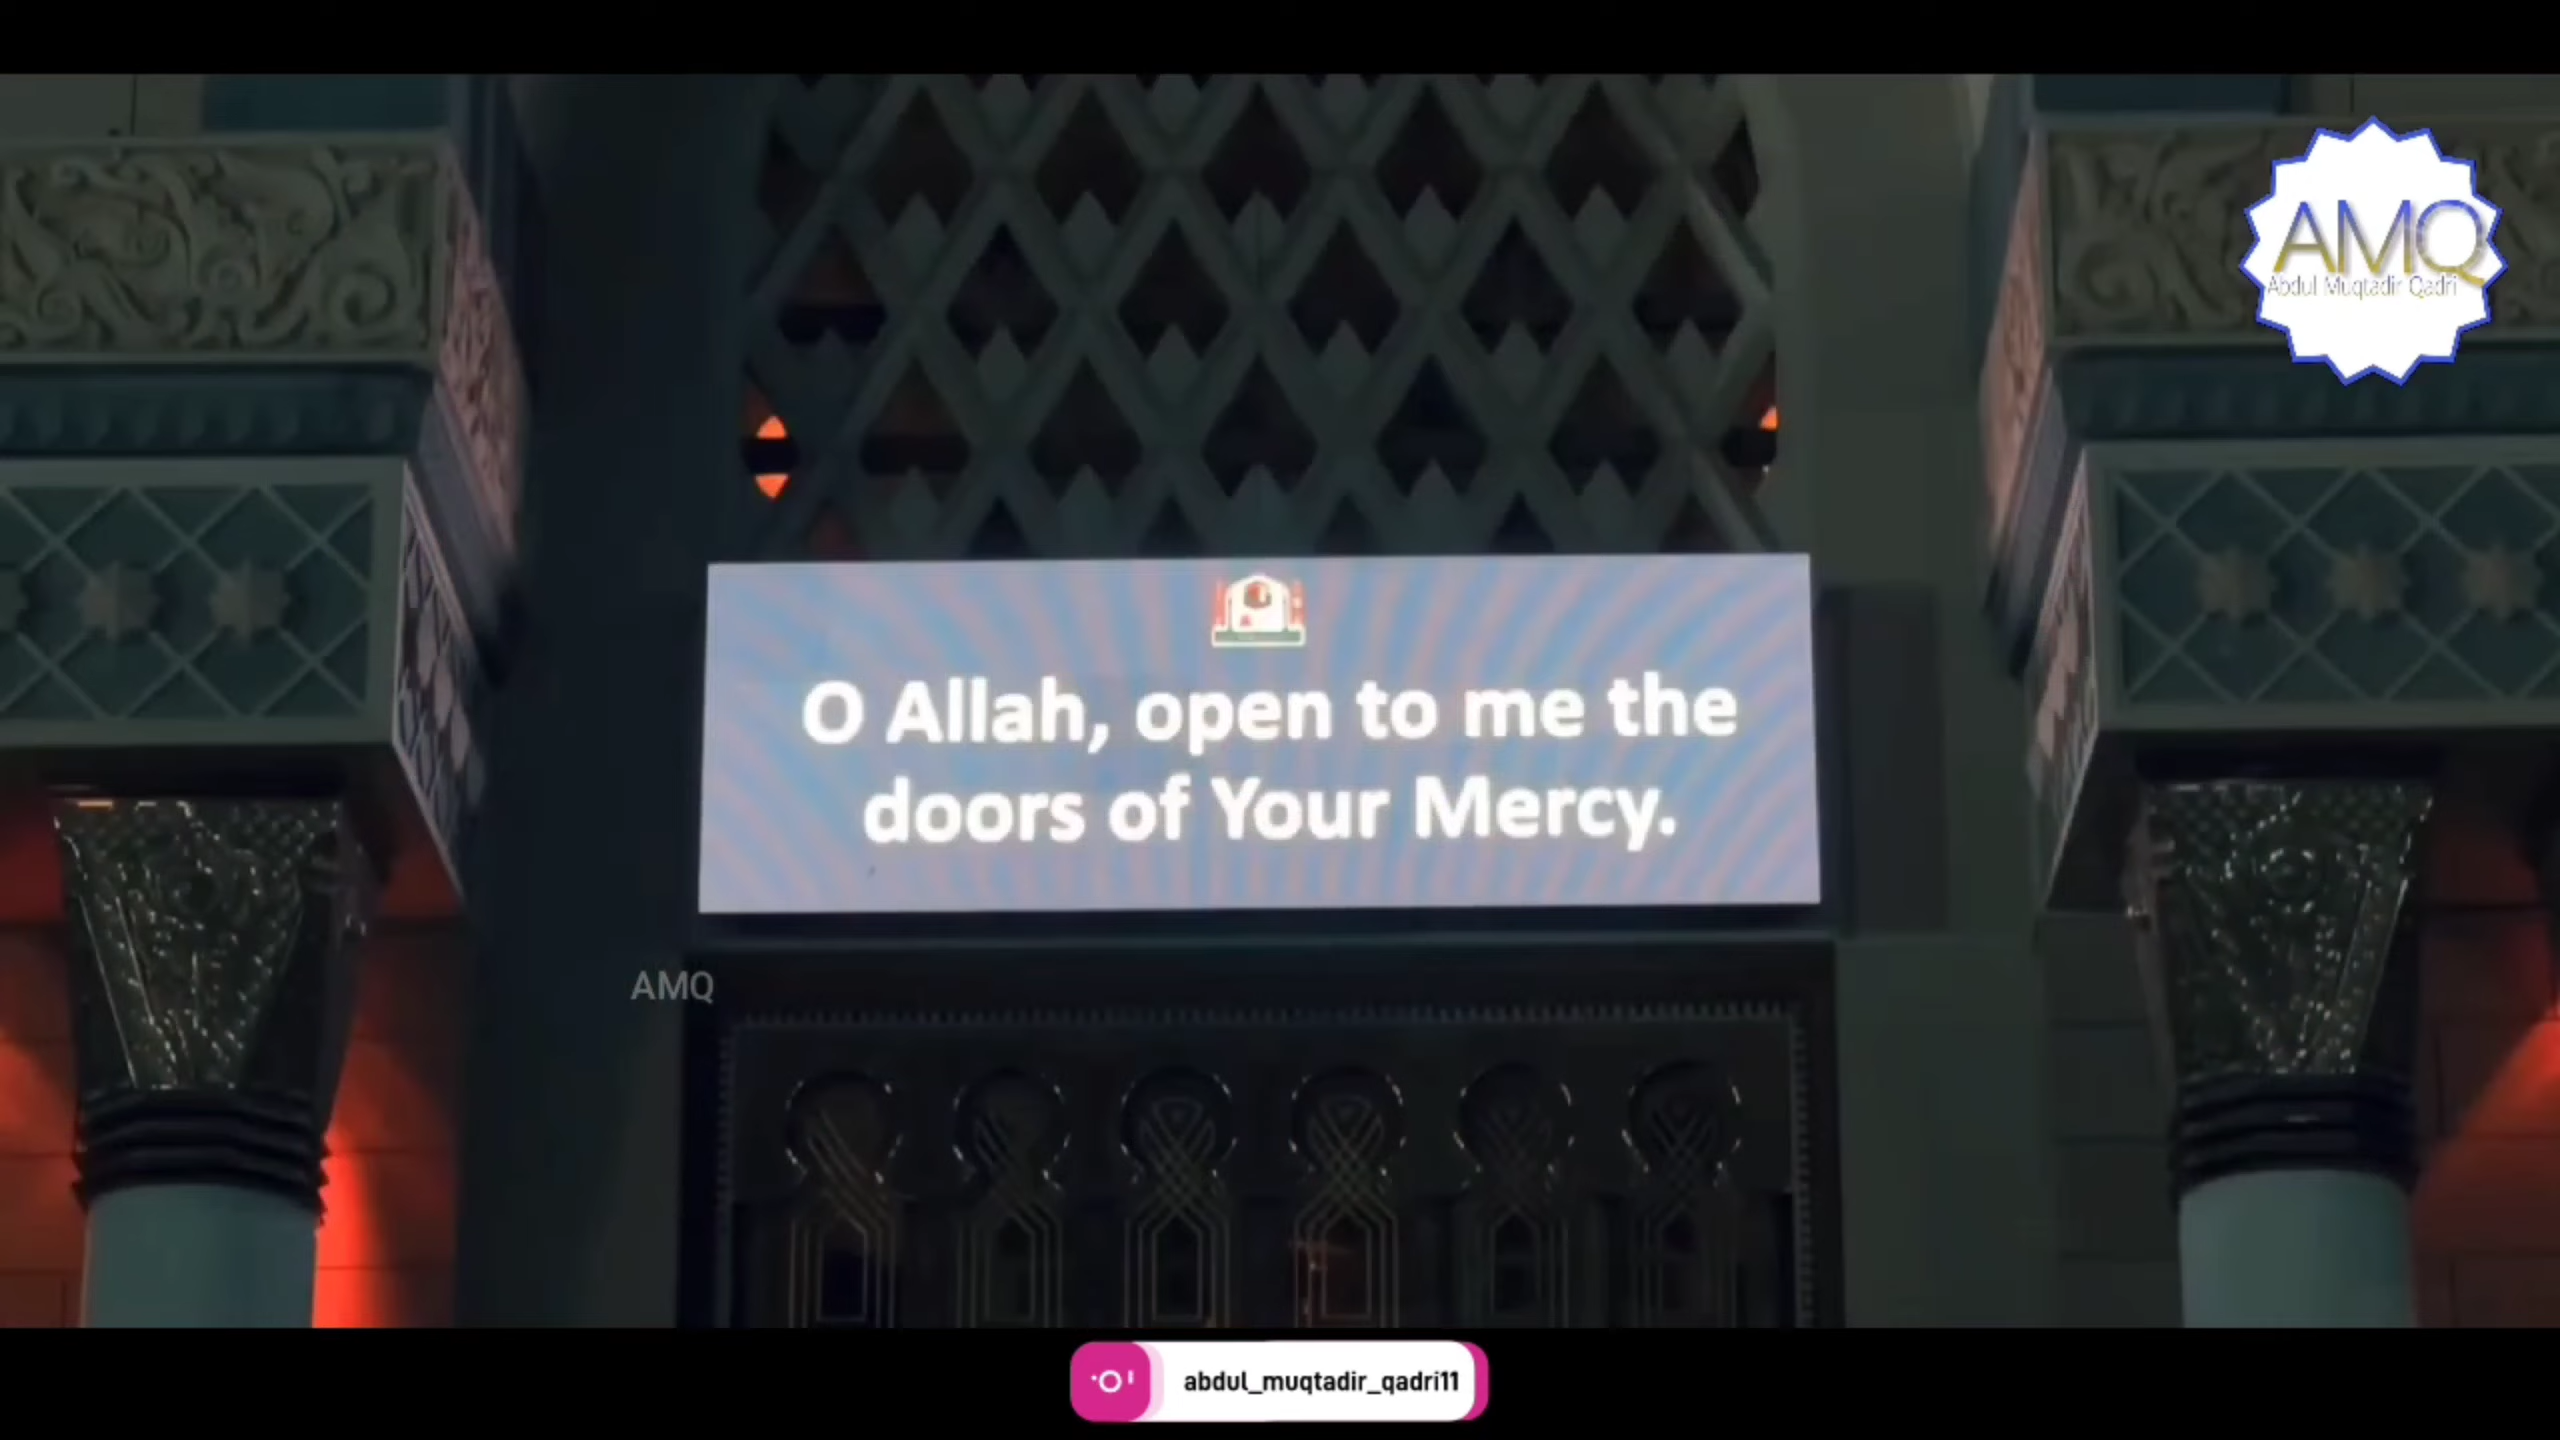 AMQ
Abdul Muqtadir Qadri
O Allah, open to me the
doors of Your Mercy.
AMQ
abdul_muqtadir_qadri11